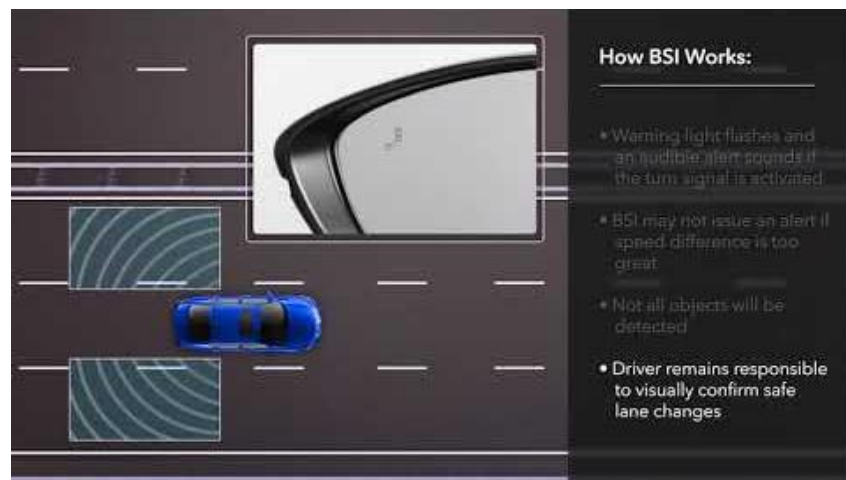 How BSI Works:
• Warning light flashes and
an audible alert sounds if
the turn signal is activated
• BSI may not issue an alert if
speed difference is too
great
• Not all objects will be
detected
• Driver remains responsible
to visually confirm safe
lane changes